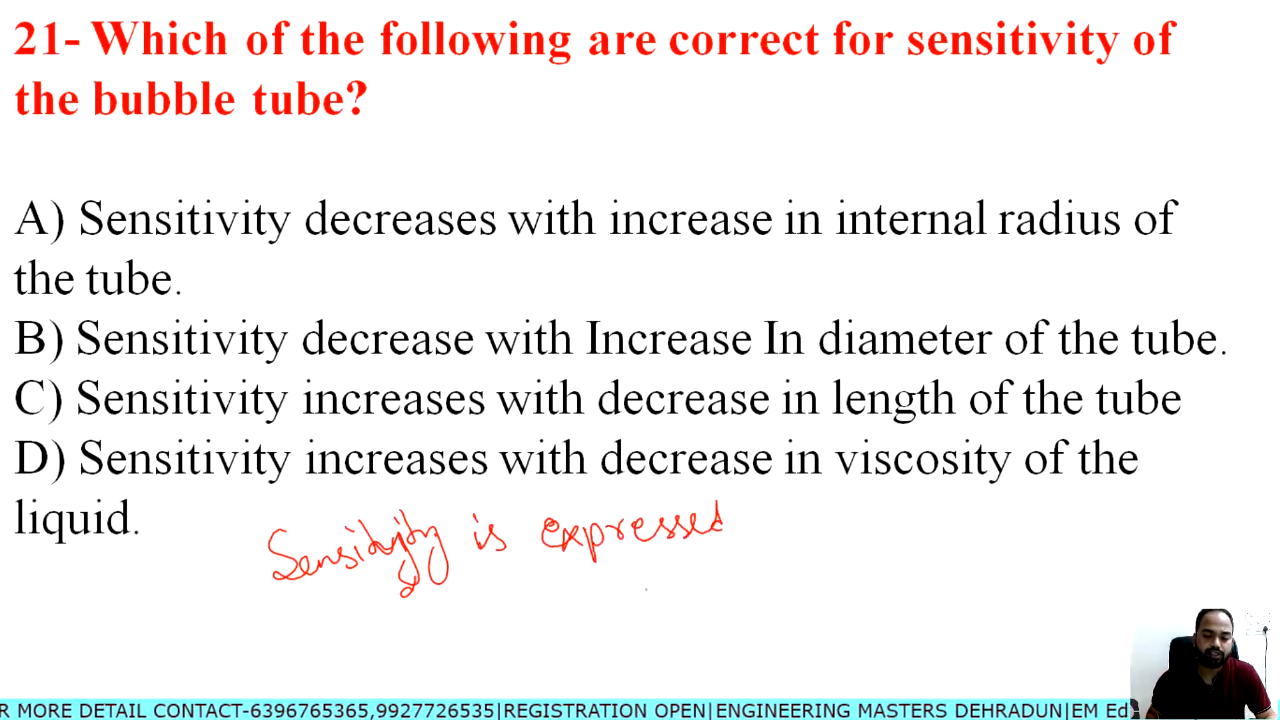 21- Which of the following are correct for sensitivity of
the bubble tube?
A) Sensitivity decreases with increase in internal radius of
the tube.
B) Sensitivity decrease with Increase In diameter of the tube.
C) Sensitivity increases with decrease in length of the tube
D) Sensitivity increases with decrease in viscosity of the
liquid.
Sensitivity is expressed
R MORE DETAIL CONTACT-6396765365,9927726535|REGISTRATION OPEN|ENGINEERING MASTERS DEHRADUN|EM Ed